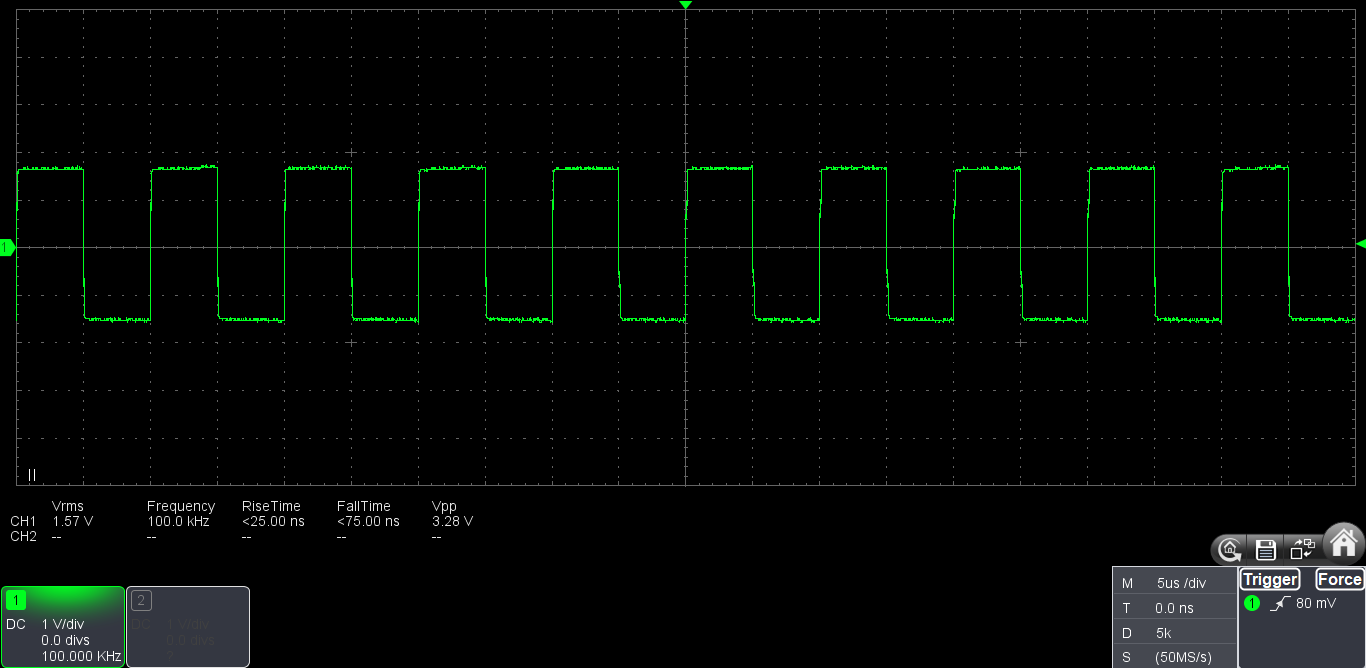 1
Vrms Frequency RiseTime FallTime Vpp
CH1 1.57 V 100.0 kHz <25.00 ns <75.00 ns 3.28 V
CH2 -- -- -- -- --
1
2
DC 1 V/div
0.0 divs
100.000 KHz
DC 1 V/div
0.0 divs
M 5us /div
T 0.0 ns
D 5k
S (50MS/s)
Trigger Force
1 80 mV